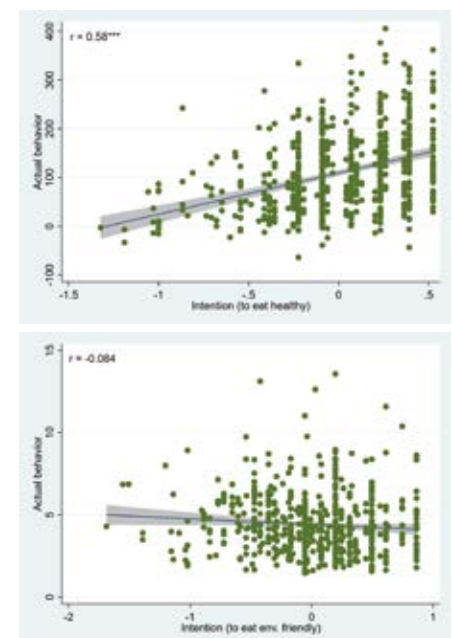 r = 0.58***
400
300
200
100
0
-100
Actual behavior
-1.5 -1 -.5 0 .5
Intention (to eat healthy)
r = -0.084
15
10
5
0
Actual behavior
-2 -1 0 1
Intention (to eat env. friendly)